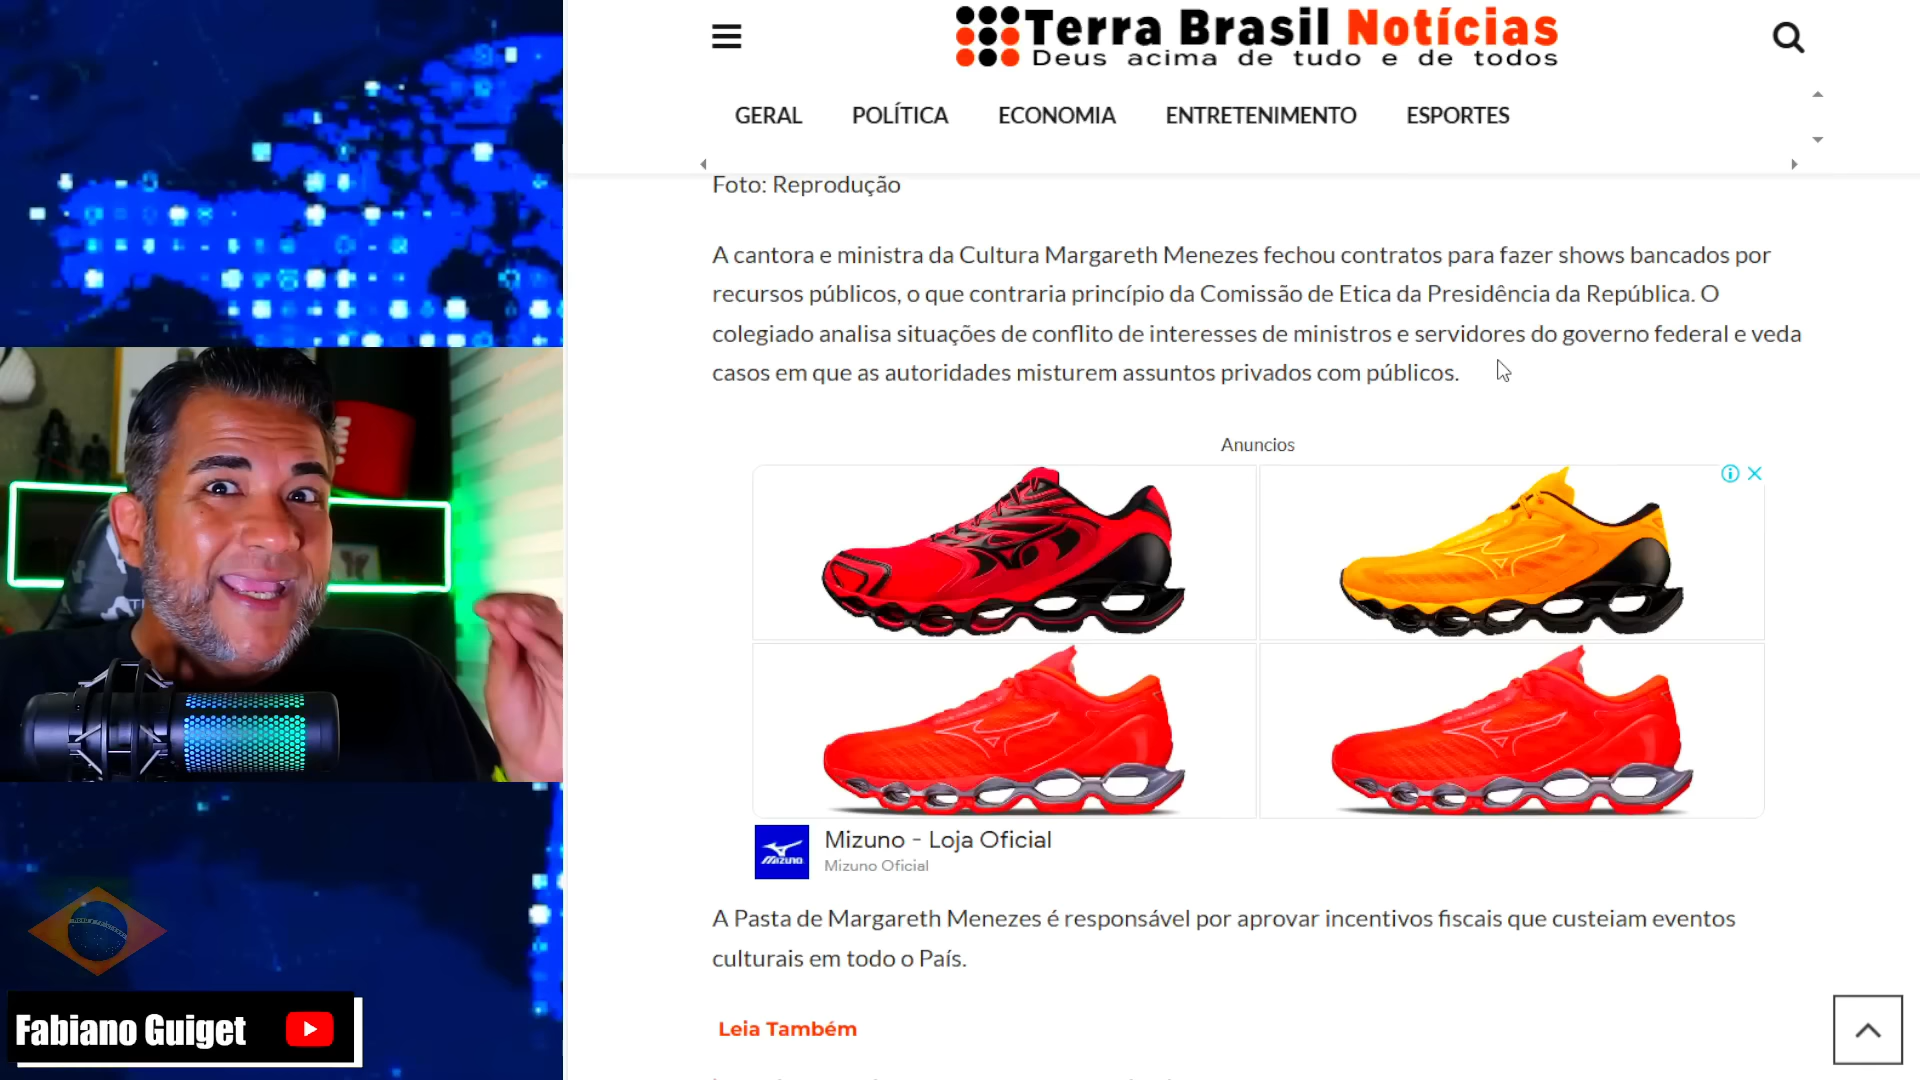 Terra Brasil Notícias
Deus acima de tudo e de todos
GERAL
POLÍTICA
ECONOMIA
ENTRETENIMENTO
ESPORTES
Foto: Reprodução
A cantora e ministra da Cultura Margareth Menezes fechou contratos para fazer shows bancados por
recursos públicos, o que contraria princípio da Comissão de Etica da Presidência da República. O
colegiado analisa situações de conflito de interesses de ministros e servidores do governo federal e veda
casos em que as autoridades misturem assuntos privados com públicos.
Anuncios
Mizuno
Mizuno - Loja Oficial
Mizuno Oficial
A Pasta de Margareth Menezes é responsável por aprovar incentivos fiscais que custeiam eventos
culturais em todo o País.
Leia Também
Fabiano Guiget